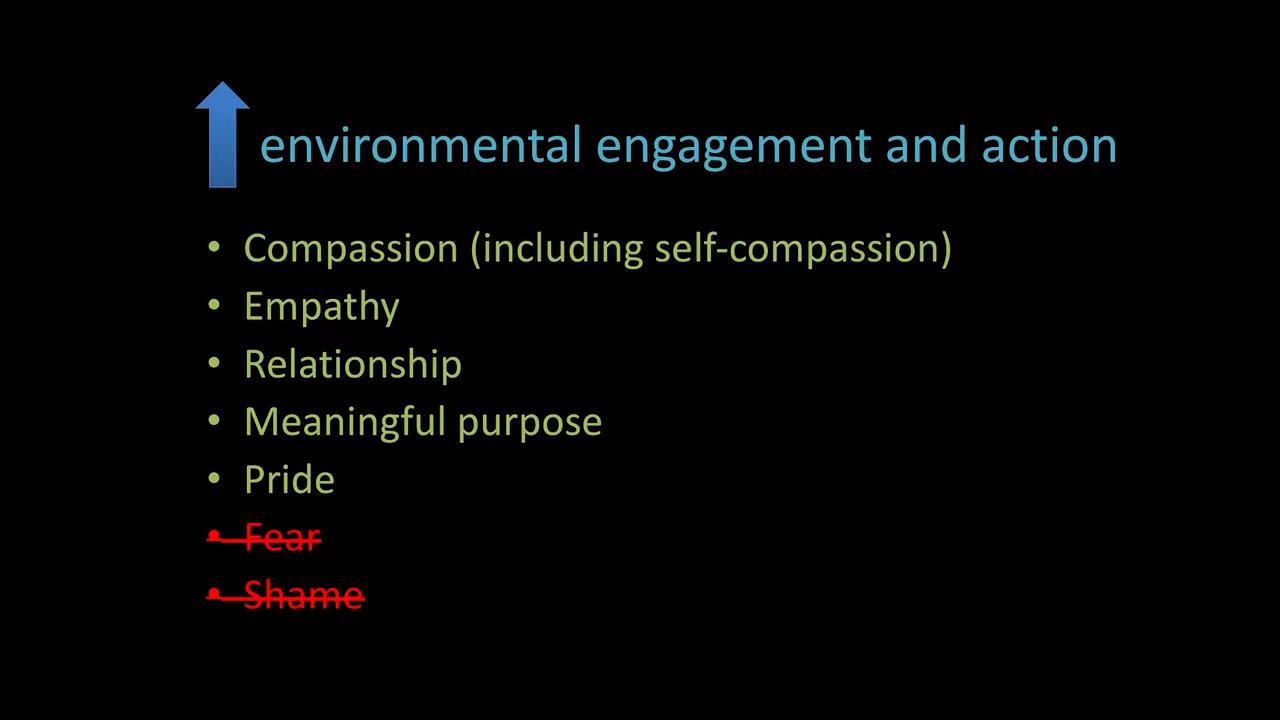 environmental engagement and action
• Compassion (including self-compassion)
• Empathy
• Relationship
• Meaningful purpose
• Pride
• Fear
• Shame